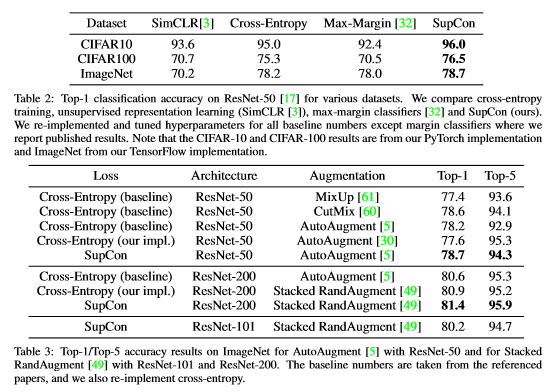 Dataset SimCLR[3] Cross-Entropy Max-Margin [32] SupCon
CIFAR10 93.6 95.0 92.4 96.0
CIFAR100 70.7 75.3 70.5 76.5
ImageNet 70.2 78.2 78.0 78.7
Table 2: Top-1 classification accuracy on ResNet-50 [17] for various datasets. We compare cross-entropy
training, unsupervised representation learning (SimCLR [3]), max-margin classifiers [32] and SupCon (ours).
We re-implemented and tuned hyperparameters for all baseline numbers except margin classifiers where we
report published results. Note that the CIFAR-10 and CIFAR-100 results are from our PyTorch implementation
and ImageNet from our TensorFlow implementation.
Loss Architecture Augmentation Top-1 Top-5
Cross-Entropy (baseline) ResNet-50 MixUp [61] 77.4 93.6
Cross-Entropy (baseline) ResNet-50 CutMix [60] 78.6 94.1
Cross-Entropy (baseline) ResNet-50 AutoAugment [5] 78.2 92.9
Cross-Entropy (our impl.) ResNet-50 AutoAugment [30] 77.6 95.3
SupCon ResNet-50 AutoAugment [5] 78.7 94.3
Cross-Entropy (baseline) ResNet-200 AutoAugment [5] 80.6 95.3
Cross-Entropy (our impl.) ResNet-200 Stacked RandAugment [49] 80.9 95.2
SupCon ResNet-200 Stacked RandAugment [49] 81.4 95.9
SupCon ResNet-101 Stacked RandAugment [49] 80.2 94.7
Table 3: Top-1/Top-5 accuracy results on ImageNet for AutoAugment [5] with ResNet-50 and for Stacked
RandAugment [49] with ResNet-101 and ResNet-200. The baseline numbers are taken from the referenced
papers, and we also re-implement cross-entropy.